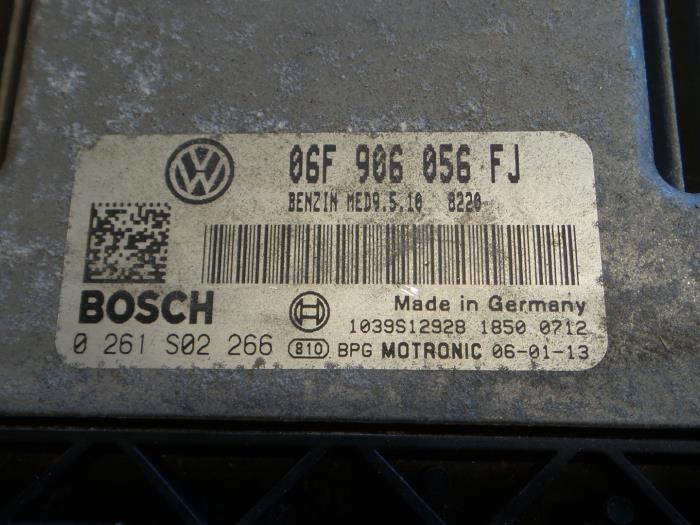 06F 906 056 FJ
BENZIN MED9.5.10 8220
BOSCH
Made in Germany
1039S12928 1850 0712
0 261 S02 266 810 BPG MOTRONIC 06-01-13